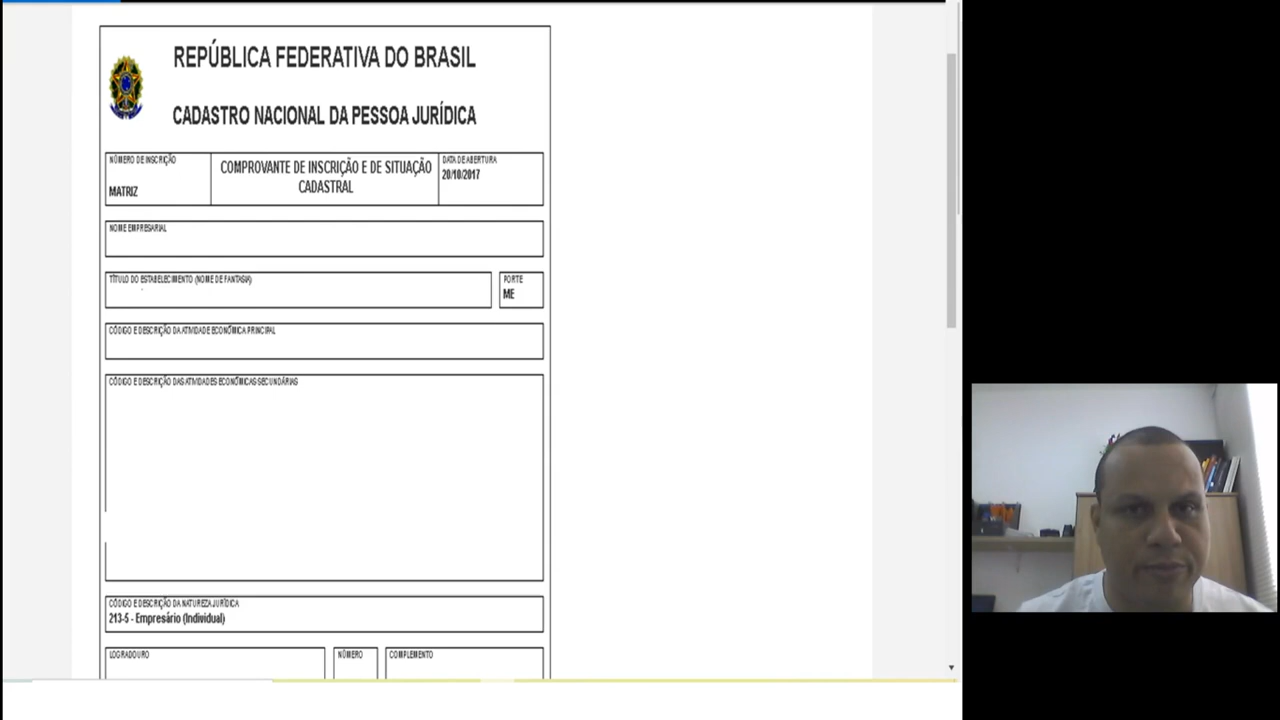 REPÚBLICA FEDERATIVA DO BRASIL
CADASTRO NACIONAL DA PESSOA JURÍDICA
NÚMERO DE INSCRIÇÃO
MATRIZ
COMPROVANTE DE INSCRIÇÃO E DE SITUAÇÃO
CADASTRAL
DATA DE ABERTURA
20/10/2017
NOME EMPRESARIAL
TÍTULO DO ESTABELECIMENTO (NOME DE FANTASIA)
PORTE
ME
CÓDIGO E DESCRIÇÃO DA ATIVIDADE ECONÔMICA PRINCIPAL
CÓDIGO E DESCRIÇÃO DAS ATIVIDADES ECONÔMICAS SECUNDÁRIAS
CÓDIGO E DESCRIÇÃO DA NATUREZA JURÍDICA
213-5 - Empresário (Individual)
LOGRADOURO
NÚMERO
COMPLEMENTO